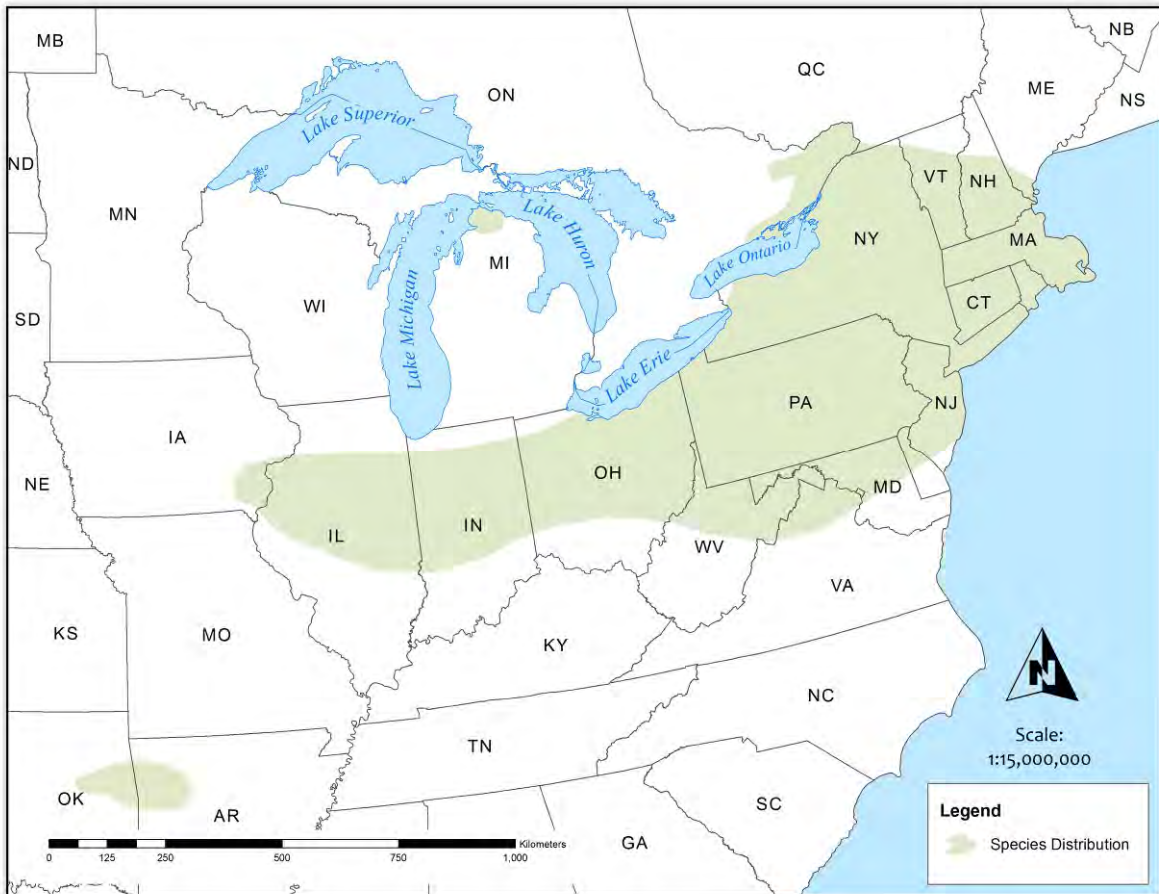 MB
NB
QC
ME
ON
NS
Lake Superior
ND
VT
NH
MN
Lake Huron
NY
MA
MI
Lake Ontario
WI
CT
SD
Lake Michigan
Lake Erie
PA
NJ
IA
OH
NE
MD
IN
IL
WV
VA
KS
MO
KY
NC
TN
Scale:
1:15,000,000
OK
AR
SC
GA
Legend
Species Distribution
Kilometers
0 125 250 500 750 1,000